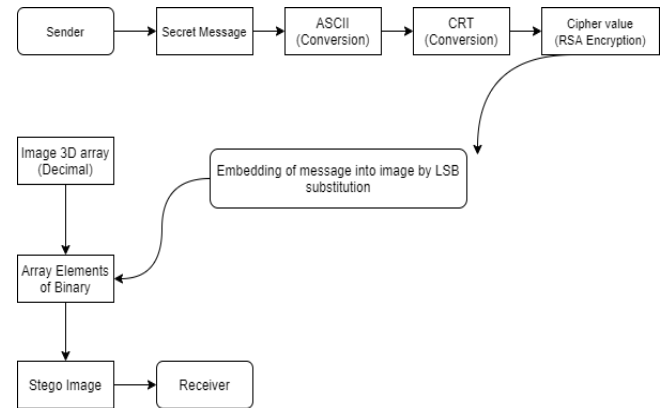 Sender
Secret Message
ASCII
(Conversion)
CRT
(Conversion)
Cipher value
(RSA Encryption)
Image 3D array
(Decimal)
Embedding of message into image by LSB
substitution
Array Elements
of Binary
Stego Image
Receiver